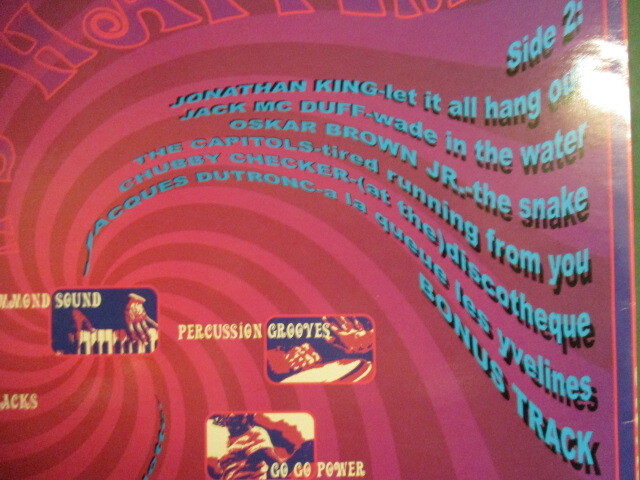 Side 2:
JONATHAN KING-let it all hang out
JACK MC DUFF-wade in the water
OSKAR BROWN JR.-the snake
THE CAPITOLS-tired running from you
CHUBBY CHECKER-(at the)discotheque
JACQUES DUTRONC-a la queue les yvelines
BONUS TRACK
MMOND SOUND
PERCUSSION GROOVES
ACKS
GO GO POWER